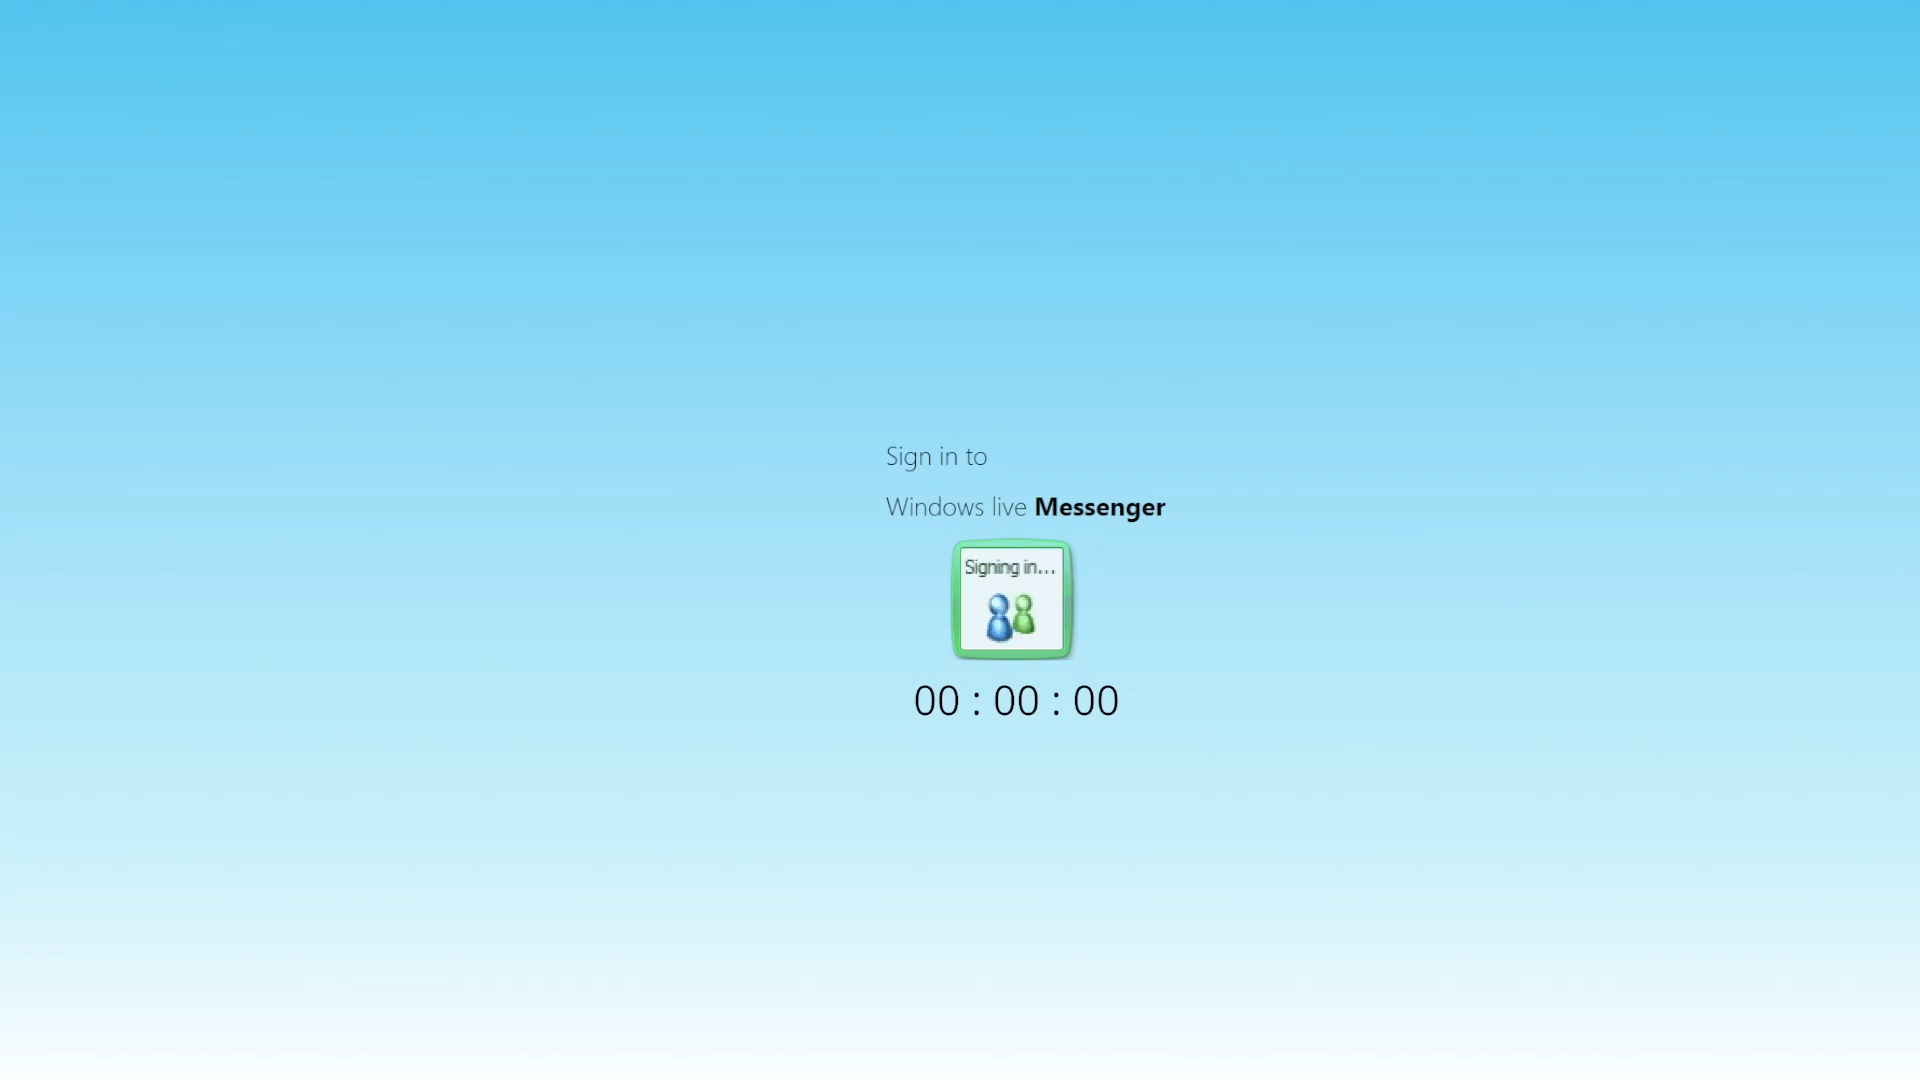 Sign in to
Windows live Messenger
Signing in...
00 : 00 : 00